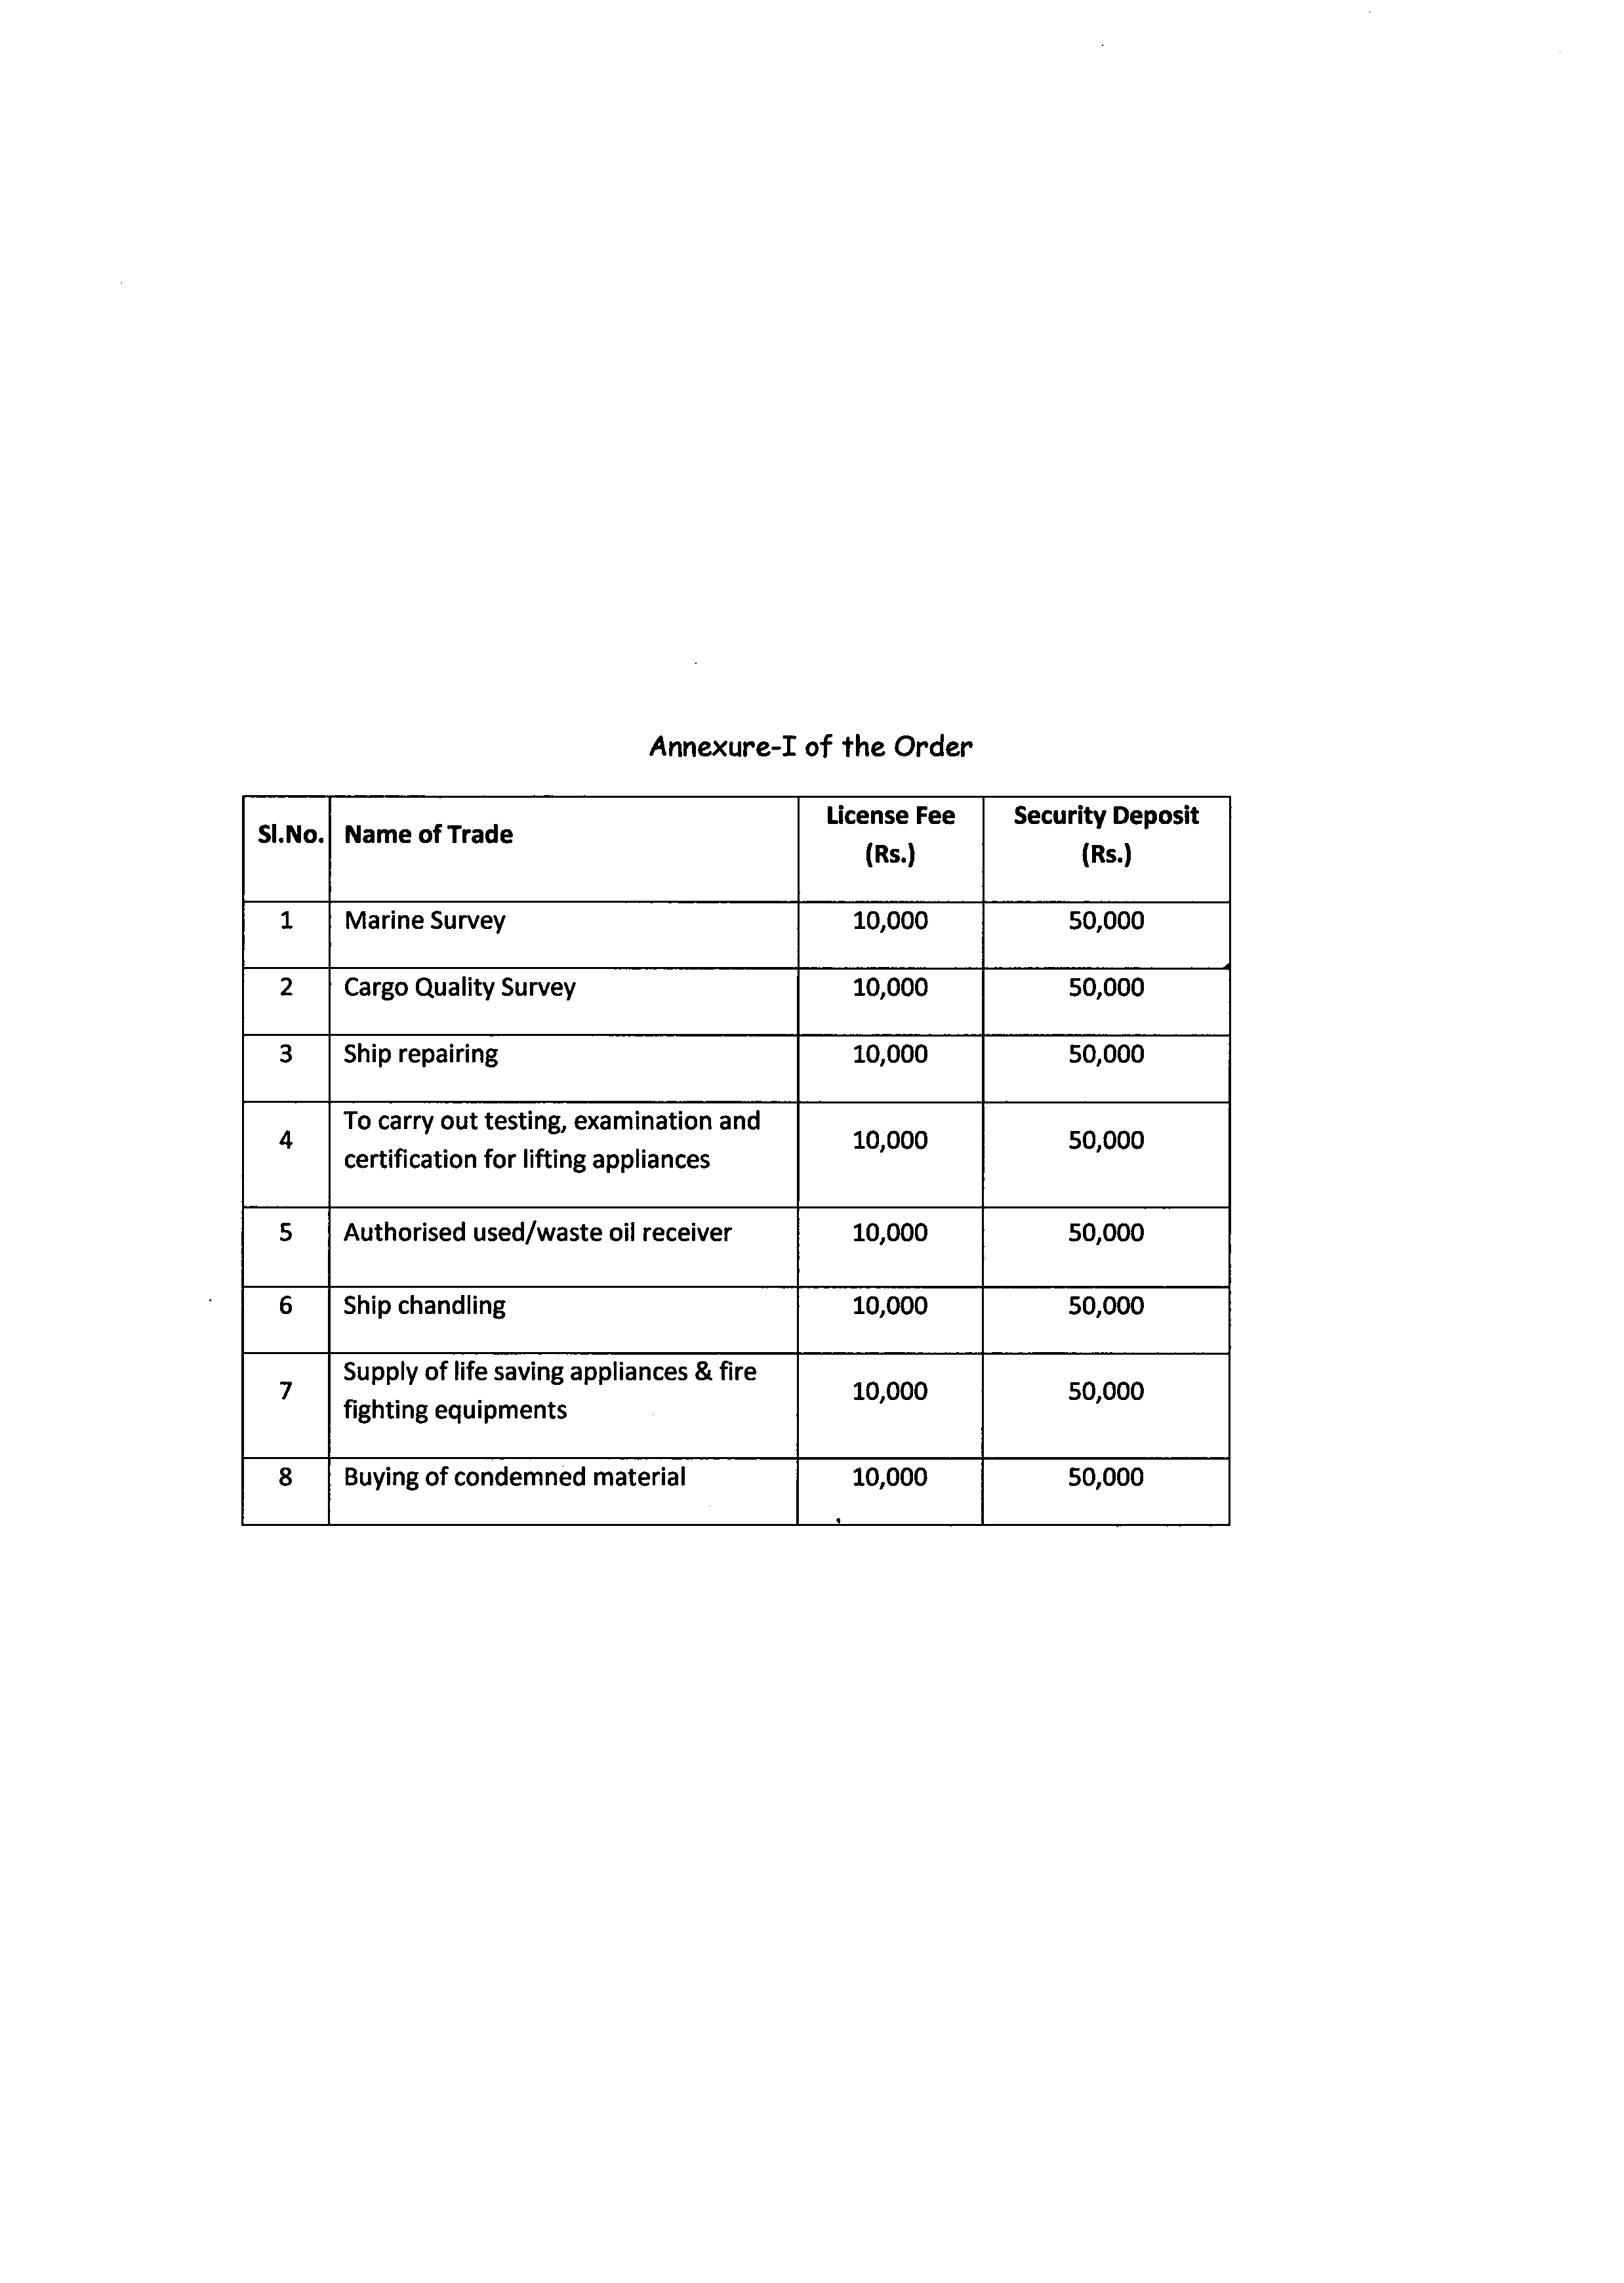 Annexure-I of the Order
Sl.No. Name of Trade License Fee (Rs.) Security Deposit (Rs.)
1 Marine Survey 10,000 50,000
2 Cargo Quality Survey 10,000 50,000
3 Ship repairing 10,000 50,000
4 To carry out testing, examination and
certification for lifting appliances 10,000 50,000
5 Authorised used/waste oil receiver 10,000 50,000
6 Ship chandling 10,000 50,000
7 Supply of life saving appliances & fire
fighting equipments 10,000 50,000
8 Buying of condemned material 10,000 50,000